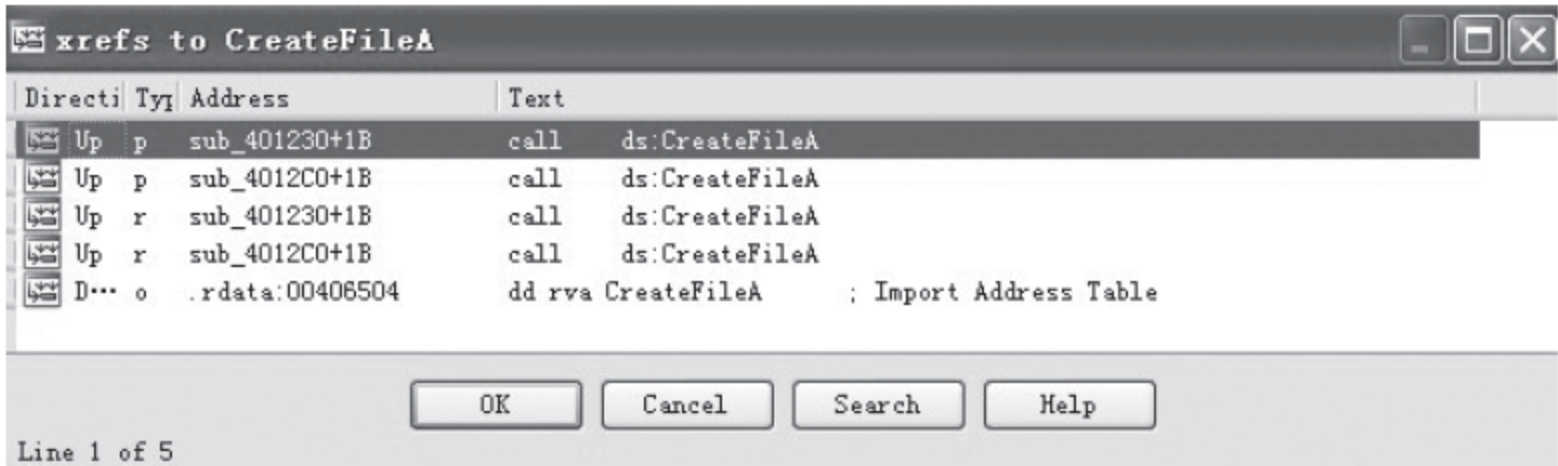 xrefs to CreateFileA
Directi Typ Address Text
Up p sub_401230+1B call ds:CreateFileA
Up p sub_4012C0+1B call ds:CreateFileA
Up r sub_401230+1B call ds:CreateFileA
Up r sub_4012C0+1B call ds:CreateFileA
D··· o .rdata:00406504 dd rva CreateFileA ; Import Address Table
OK Cancel Search Help
Line 1 of 5